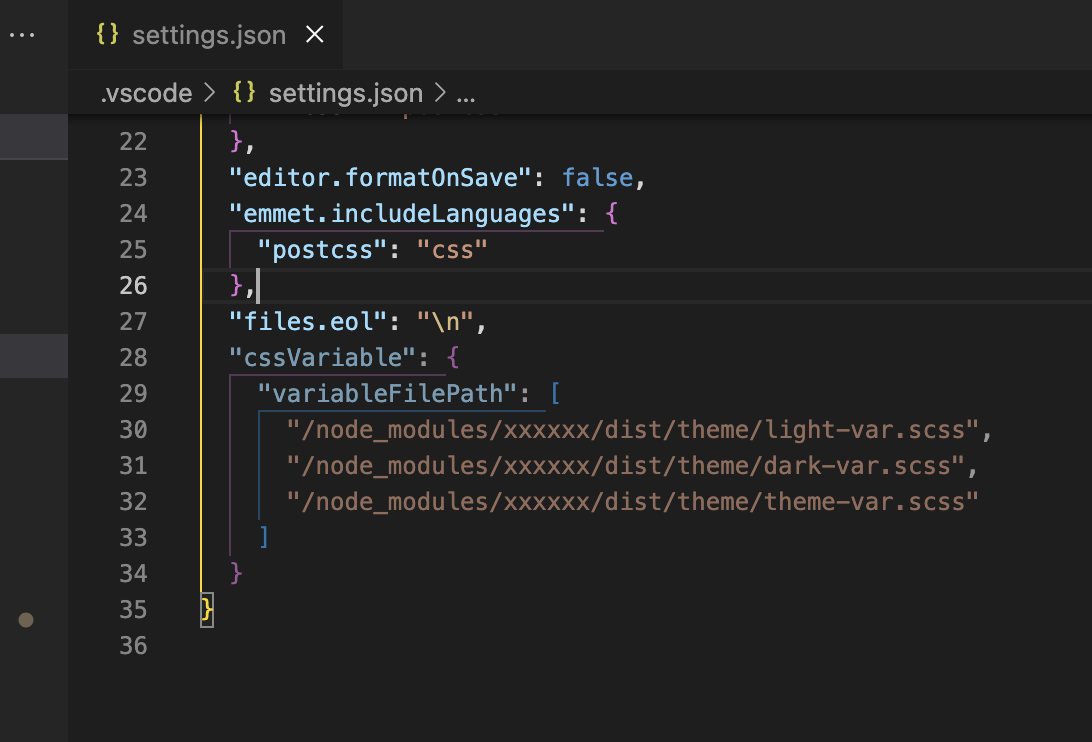 ... {} settings.json ×
.vscode > {} settings.json > ...
22 },
23 "editor.formatOnSave": false,
24 "emmet.includeLanguages": {
25 "postcss": "css"
26 },
27 "files.eol": "\n",
28 "cssVariable": {
29 "variableFilePath": [
30 "/node_modules/xxxxxx/dist/theme/light-var.scss",
31 "/node_modules/xxxxxx/dist/theme/dark-var.scss",
32 "/node_modules/xxxxxx/dist/theme/theme-var.scss"
33 ]
34 }
35 }
36